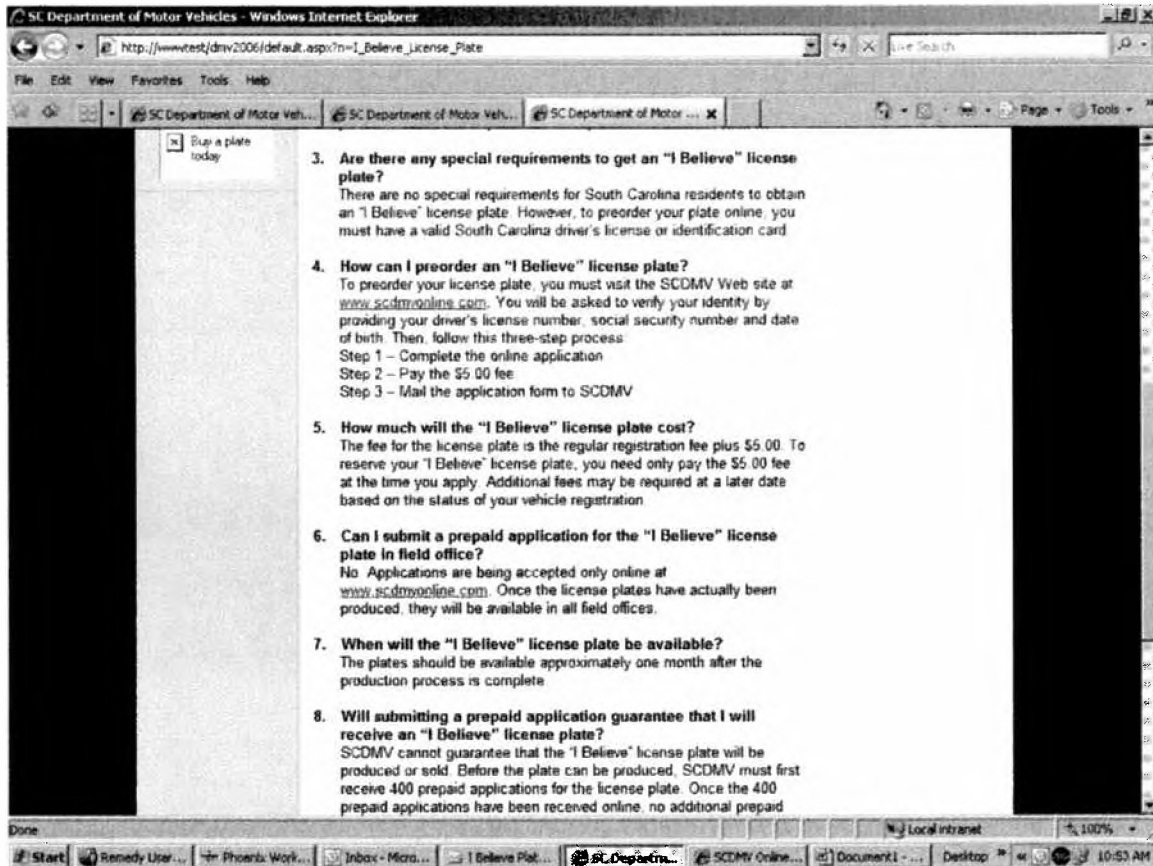 SC Department of Motor Vehicles - Windows Internet Explorer
http://wwwtest/dmv2006/default.aspx?n=I_Believe_License_Plate
Live Search
File Edit View Favorites Tools Help
SC Department of Motor Veh... SC Department of Motor Veh... SC Department of Motor ... Page Tools
Buy a plate
today
3. Are there any special requirements to get an "I Believe" license
plate?
There are no special requirements for South Carolina residents to obtain
an "I Believe" license plate. However, to preorder your plate online, you
must have a valid South Carolina driver's license or identification card
4. How can I preorder an "I Believe" license plate?
To preorder your license plate, you must visit the SCDMV Web site at
www.scdmvonline.com. You will be asked to verify your identity by
providing your driver's license number, social security number and date
of birth. Then, follow this three-step process
Step 1 – Complete the online application
Step 2 – Pay the $5.00 fee
Step 3 – Mail the application form to SCDMV
5. How much will the "I Believe" license plate cost?
The fee for the license plate is the regular registration fee plus $5.00. To
reserve your "I Believe" license plate, you need only pay the $5.00 fee
at the time you apply. Additional fees may be required at a later date
based on the status of your vehicle registration
6. Can I submit a prepaid application for the "I Believe" license
plate in field office?
No. Applications are being accepted only online at
www.scdmvonline.com. Once the license plates have actually been
produced, they will be available in all field offices.
7. When will the "I Believe" license plate be available?
The plates should be available approximately one month after the
production process is complete
8. Will submitting a prepaid application guarantee that I will
receive an "I Believe" license plate?
SCDMV cannot guarantee that the "I Believe" license plate will be
produced or sold. Before the plate can be produced, SCDMV must first
receive 400 prepaid applications for the license plate. Once the 400
prepaid applications have been received online, no additional prepaid
Done Local intranet 100%
Start Remedy User... Phoenix Work... Inbox - Micro... I Believe Plat... SC Departm... SCDMV Online... Document1 - ... Desktop 10:53 AM